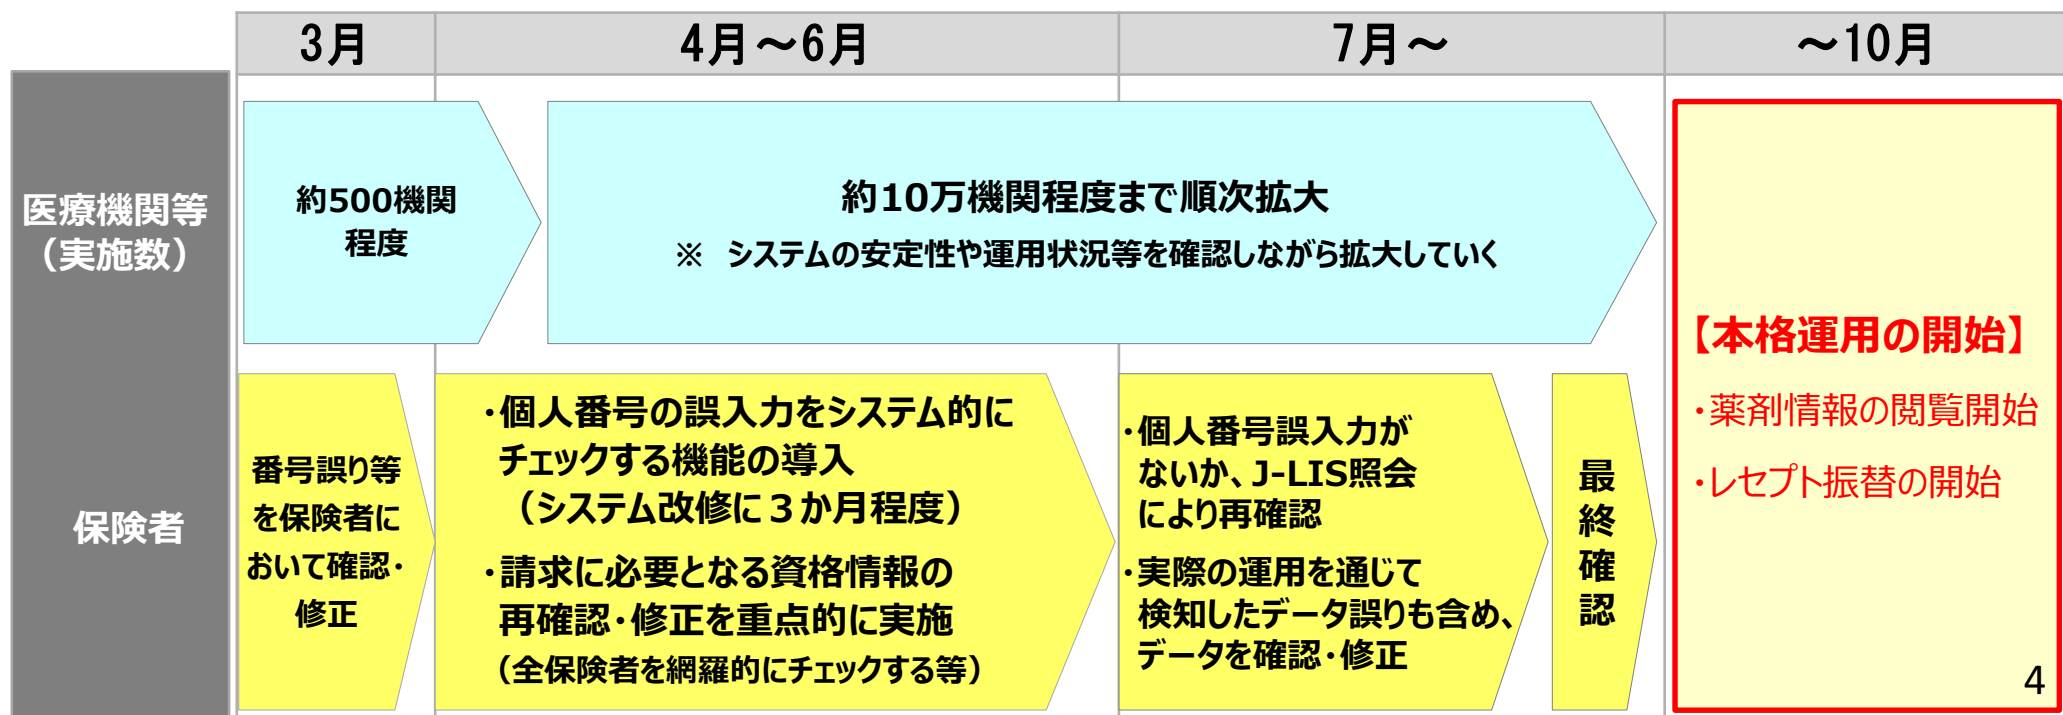 3月
4月～6月
7月～
～10月
医療機関等
（実施数）
約500機関
程度
約10万機関程度まで順次拡大
※　システムの安定性や運用状況等を確認しながら拡大していく
保険者
番号誤り等
を保険者に
おいて確認・
修正
・個人番号の誤入力をシステム的に
チェックする機能の導入
（システム改修に３か月程度）
・請求に必要となる資格情報の
再確認・修正を重点的に実施
（全保険者を網羅的にチェックする等）
・個人番号誤入力が
ないか、J-LIS照会
により再確認
・実際の運用を通じて
検知したデータ誤りも含め、
データを確認・修正
最終確認
【本格運用の開始】
・薬剤情報の閲覧開始
・レセプト振替の開始
4